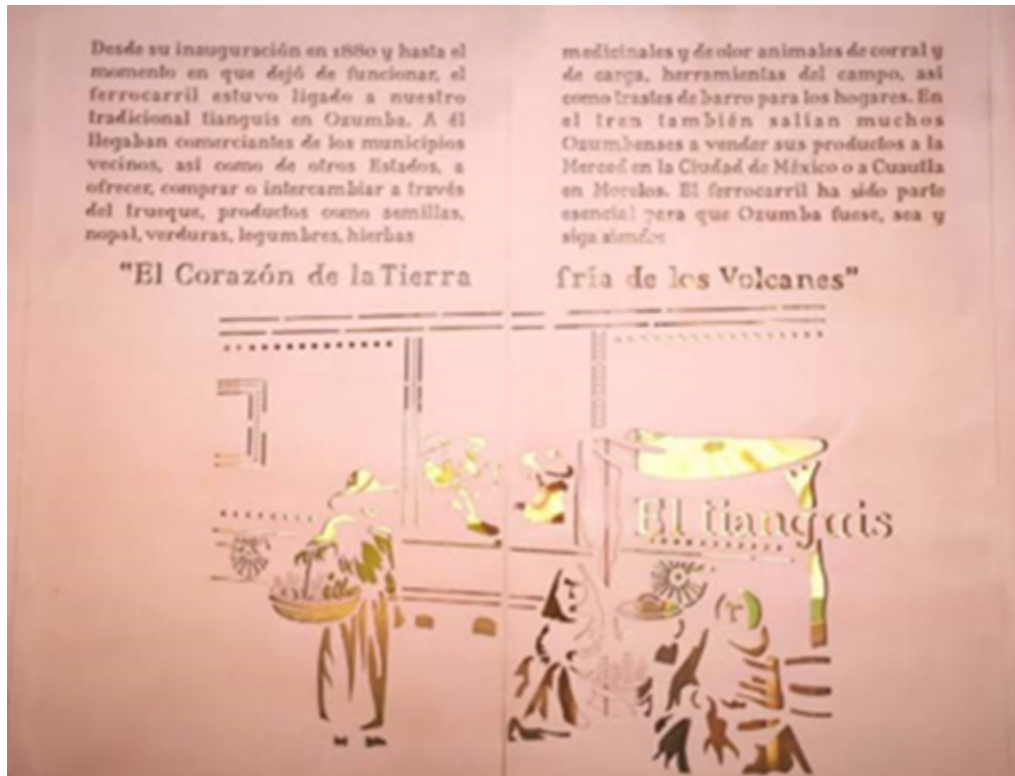 Desde su inauguración en 1880 y hasta el
momento en que dejó de funcionar, el
ferrocarril estuvo ligado a nuestro
tradicional tianguis en Ozumba. A él
llegaban comerciantes de los municipios
vecinos, así como de otros Estados, a
ofrecer, comprar o intercambiar a través
del trueque, productos como semillas,
nopal, verduras, legumbres, hierbas
medicinales y de olor animales de corral y
de carga, herramientas del campo, así
como trastes de barro para los hogares. En
el tren también salían muchos
Ozumbenses a vender sus productos a la
Merced en la Ciudad de México o a Cuautla
en Morelos. El ferrocarril ha sido parte
esencial para que Ozumba fuese, sea y
siga siendo
"El Corazón de la Tierra fría de los Volcanes"
El tianguis